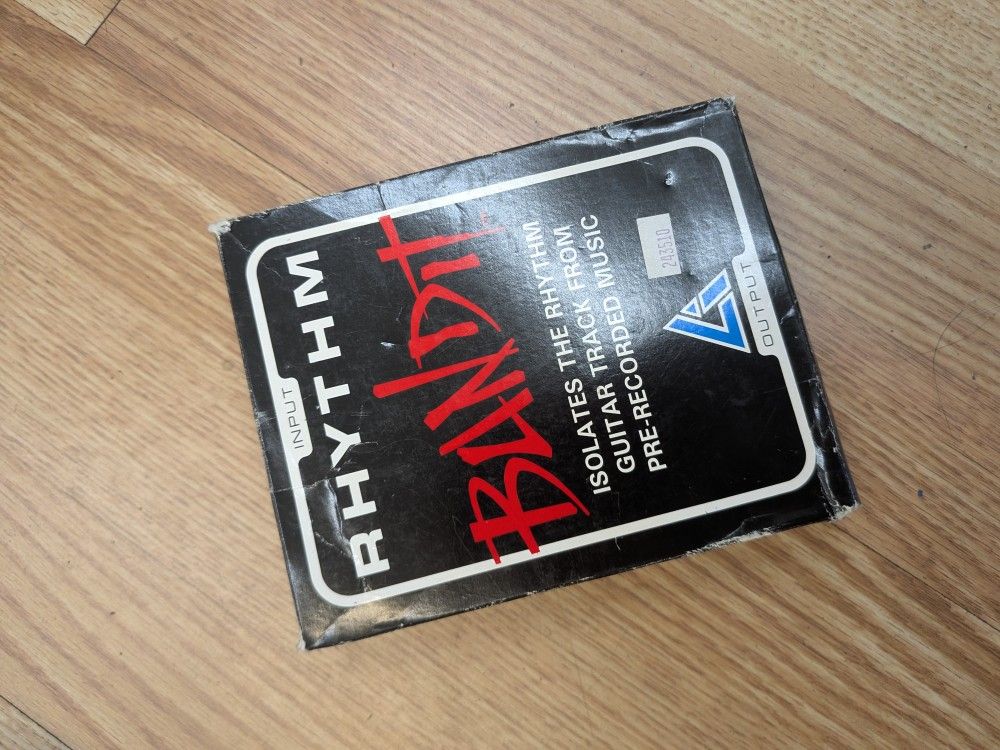 INPUT
RHYTHM
BANDIT
ISOLATES THE RHYTHM
GUITAR TRACK FROM
PRE-RECORDED MUSIC
243510
OUTPUT